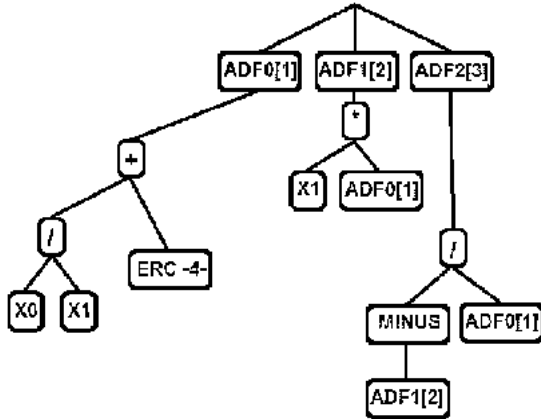 ADF0[1] ADF1[2] ADF2[3]
*
+
X1 ADF0[1]
/ /
ERC -4-
X0 X1
MINUS ADF0[1]
ADF1[2]